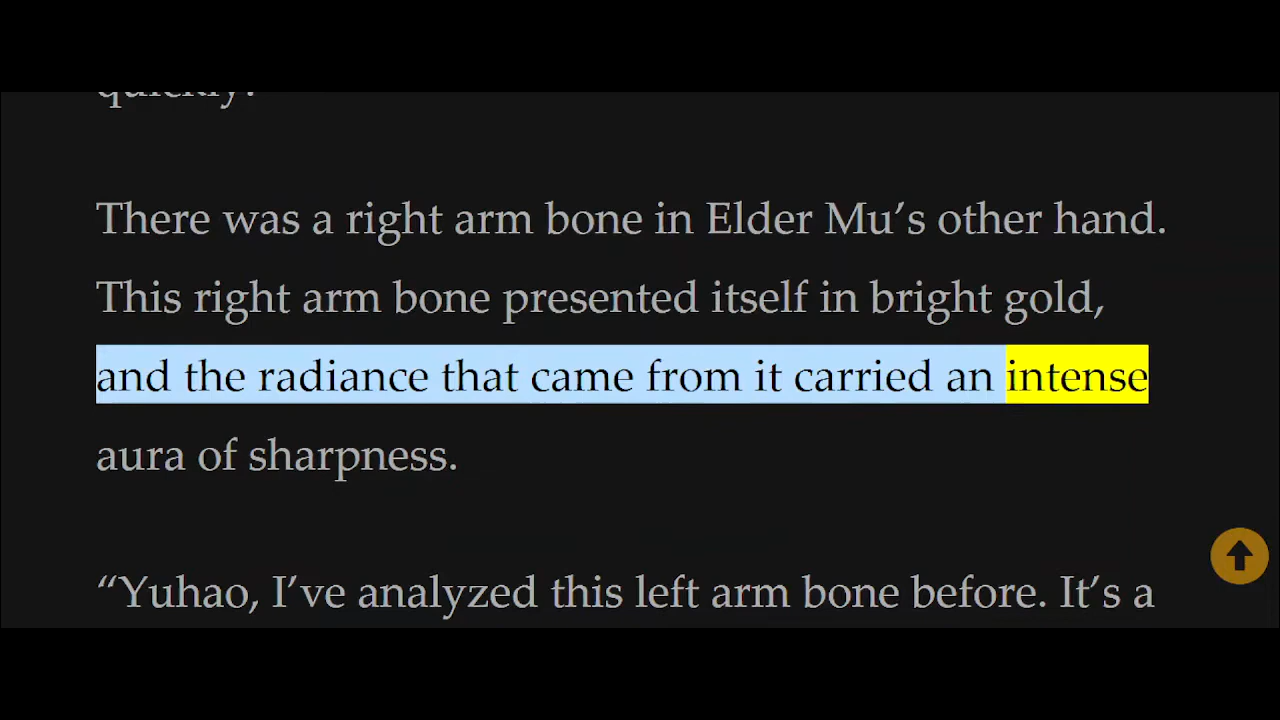 quickly.
There was a right arm bone in Elder Mu’s other hand.
This right arm bone presented itself in bright gold,
and the radiance that came from it carried an intense
aura of sharpness.
“Yuhao, I’ve analyzed this left arm bone before. It’s a